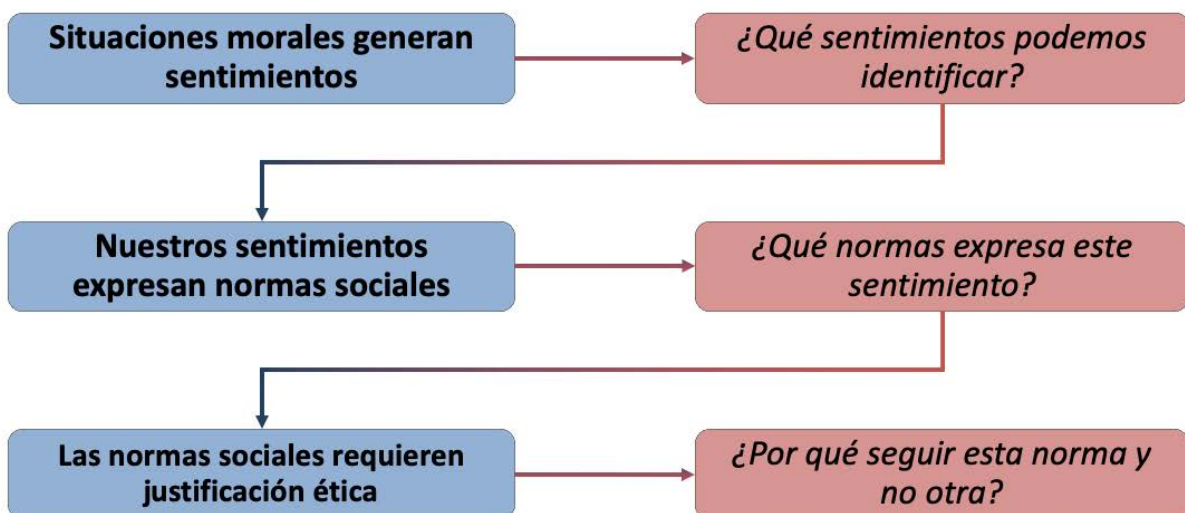 Situaciones morales generan
sentimientos
¿Qué sentimientos podemos
identificar?
Nuestros sentimientos
expresan normas sociales
¿Qué normas expresa este
sentimiento?
Las normas sociales requieren
justificación ética
¿Por qué seguir esta norma y
no otra?